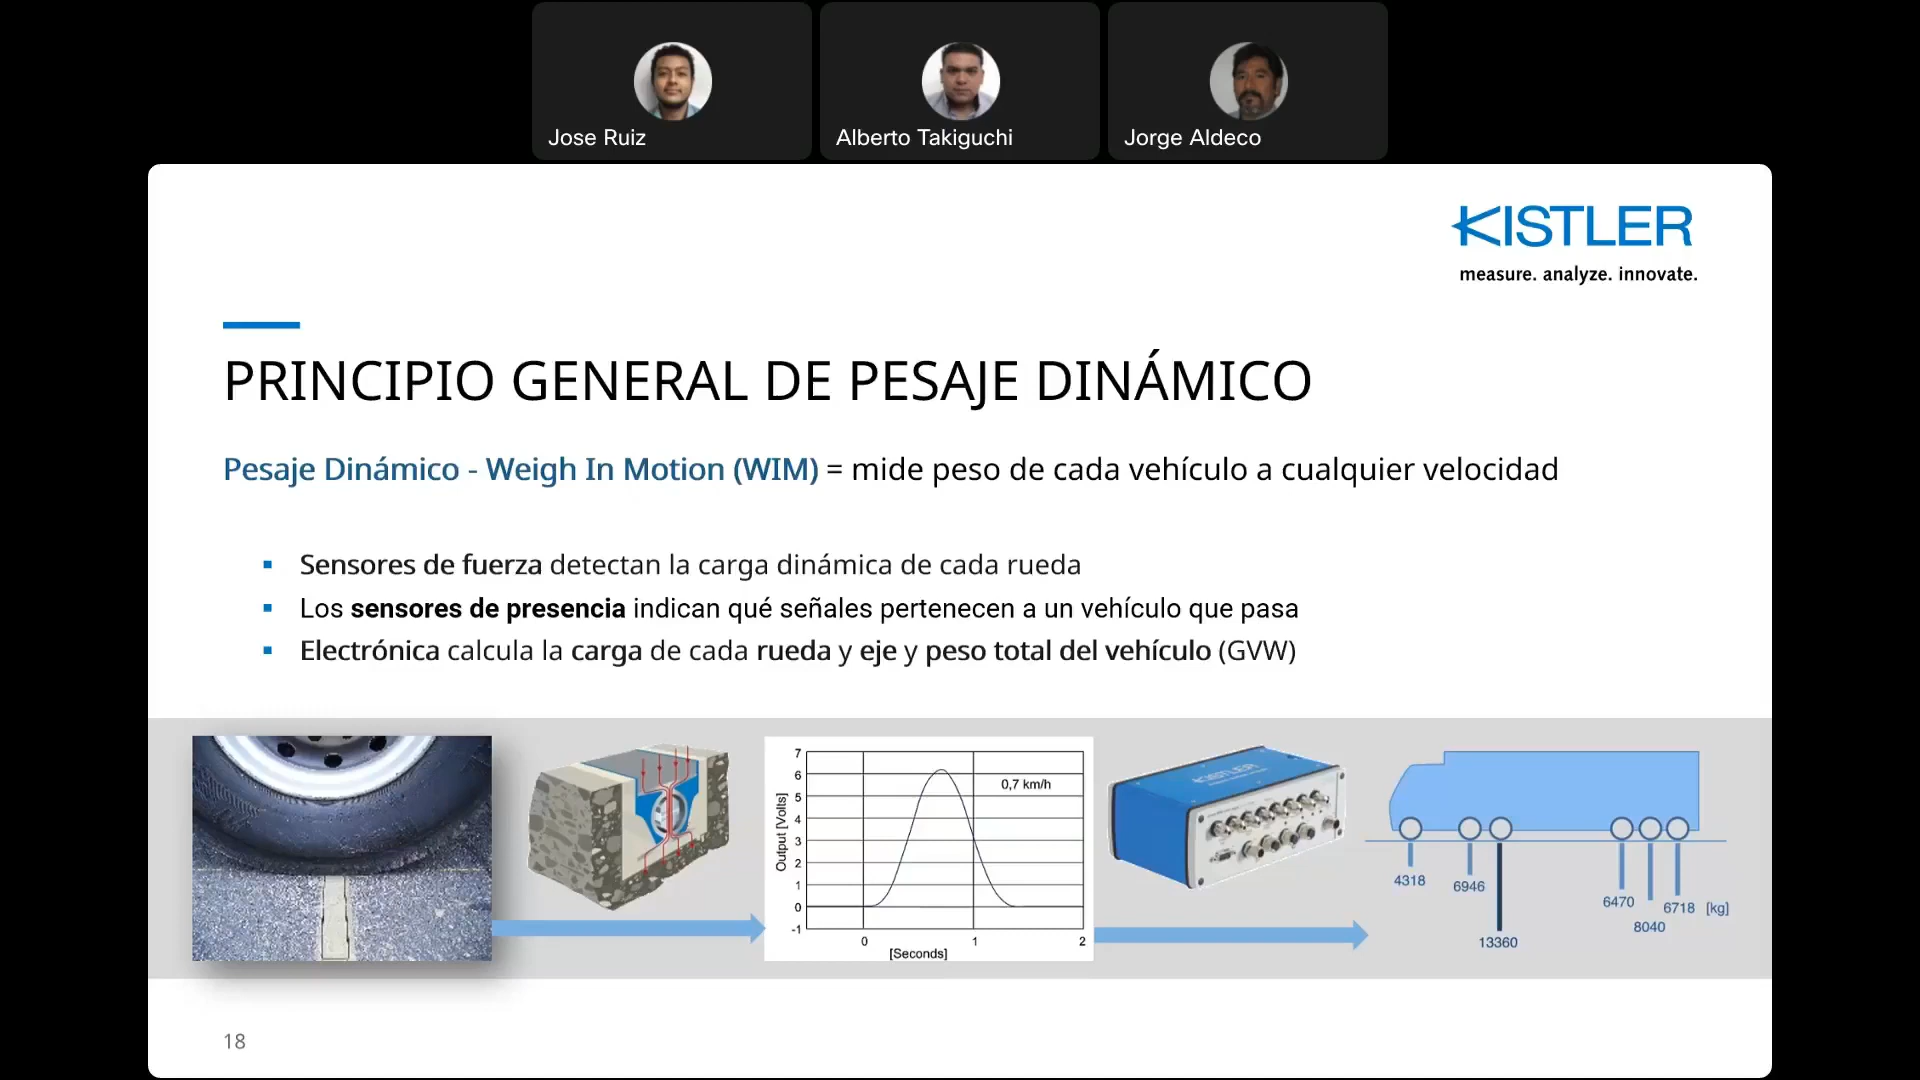 Jose Ruiz
Alberto Takiguchi
Jorge Aldeco
KISTLER
measure. analyze. innovate.
PRINCIPIO GENERAL DE PESAJE DINÁMICO
Pesaje Dinámico - Weigh In Motion (WIM) = mide peso de cada vehículo a cualquier velocidad
▪ Sensores de fuerza detectan la carga dinámica de cada rueda
▪ Los sensores de presencia indican qué señales pertenecen a un vehículo que pasa
▪ Electrónica calcula la carga de cada rueda y eje y peso total del vehículo (GVW)
Output [Volts]
7
6
5
4
3
2
1
0
-1
0,7 km/h
0 1 2
[Seconds]
KISTLER
4318
6946
13360
6470
8040
6718 [kg]
18